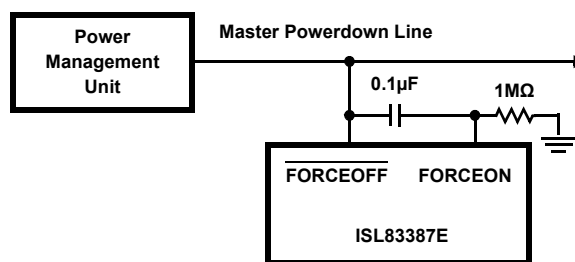 Power
Management
Unit
Master Powerdown Line
0.1µF
1MΩ
FORCEOFF FORCEON
ISL83387E